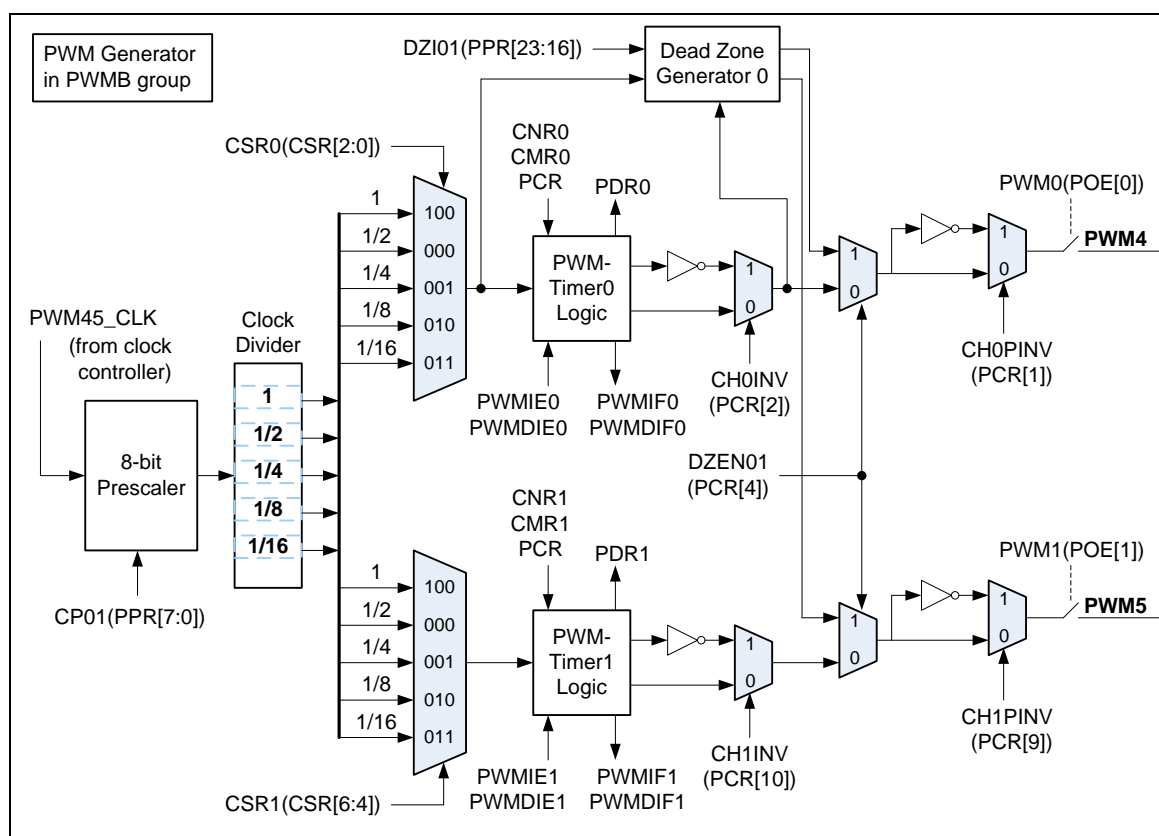 PWM Generator
in PWMB group
DZI01(PPR[23:16])
Dead Zone
Generator 0
CSR0(CSR[2:0])
CNR0
CMR0
PCR
PDR0
PWM0(POE[0])
PWM4
1
1/2
1/4
1/8
1/16
100
000
001
010
011
PWM-
Timer0
Logic
1
0
1
0
1
0
PWM45_CLK
(from clock
controller)
Clock
Divider
CH0INV
(PCR[2])
CH0PINV
(PCR[1])
PWMIE0
PWMDIE0
PWMIF0
PWMDIF0
8-bit
Prescaler
1
1/2
1/4
1/8
1/16
DZEN01
(PCR[4])
CP01(PPR[7:0])
CNR1
CMR1
PCR
PDR1
PWM1(POE[1])
PWM5
1
1/2
1/4
1/8
1/16
100
000
001
010
011
PWM-
Timer1
Logic
1
0
1
0
1
0
CH1INV
(PCR[10])
CH1PINV
(PCR[9])
PWMIE1
PWMDIE1
PWMIF1
PWMDIF1
CSR1(CSR[6:4])